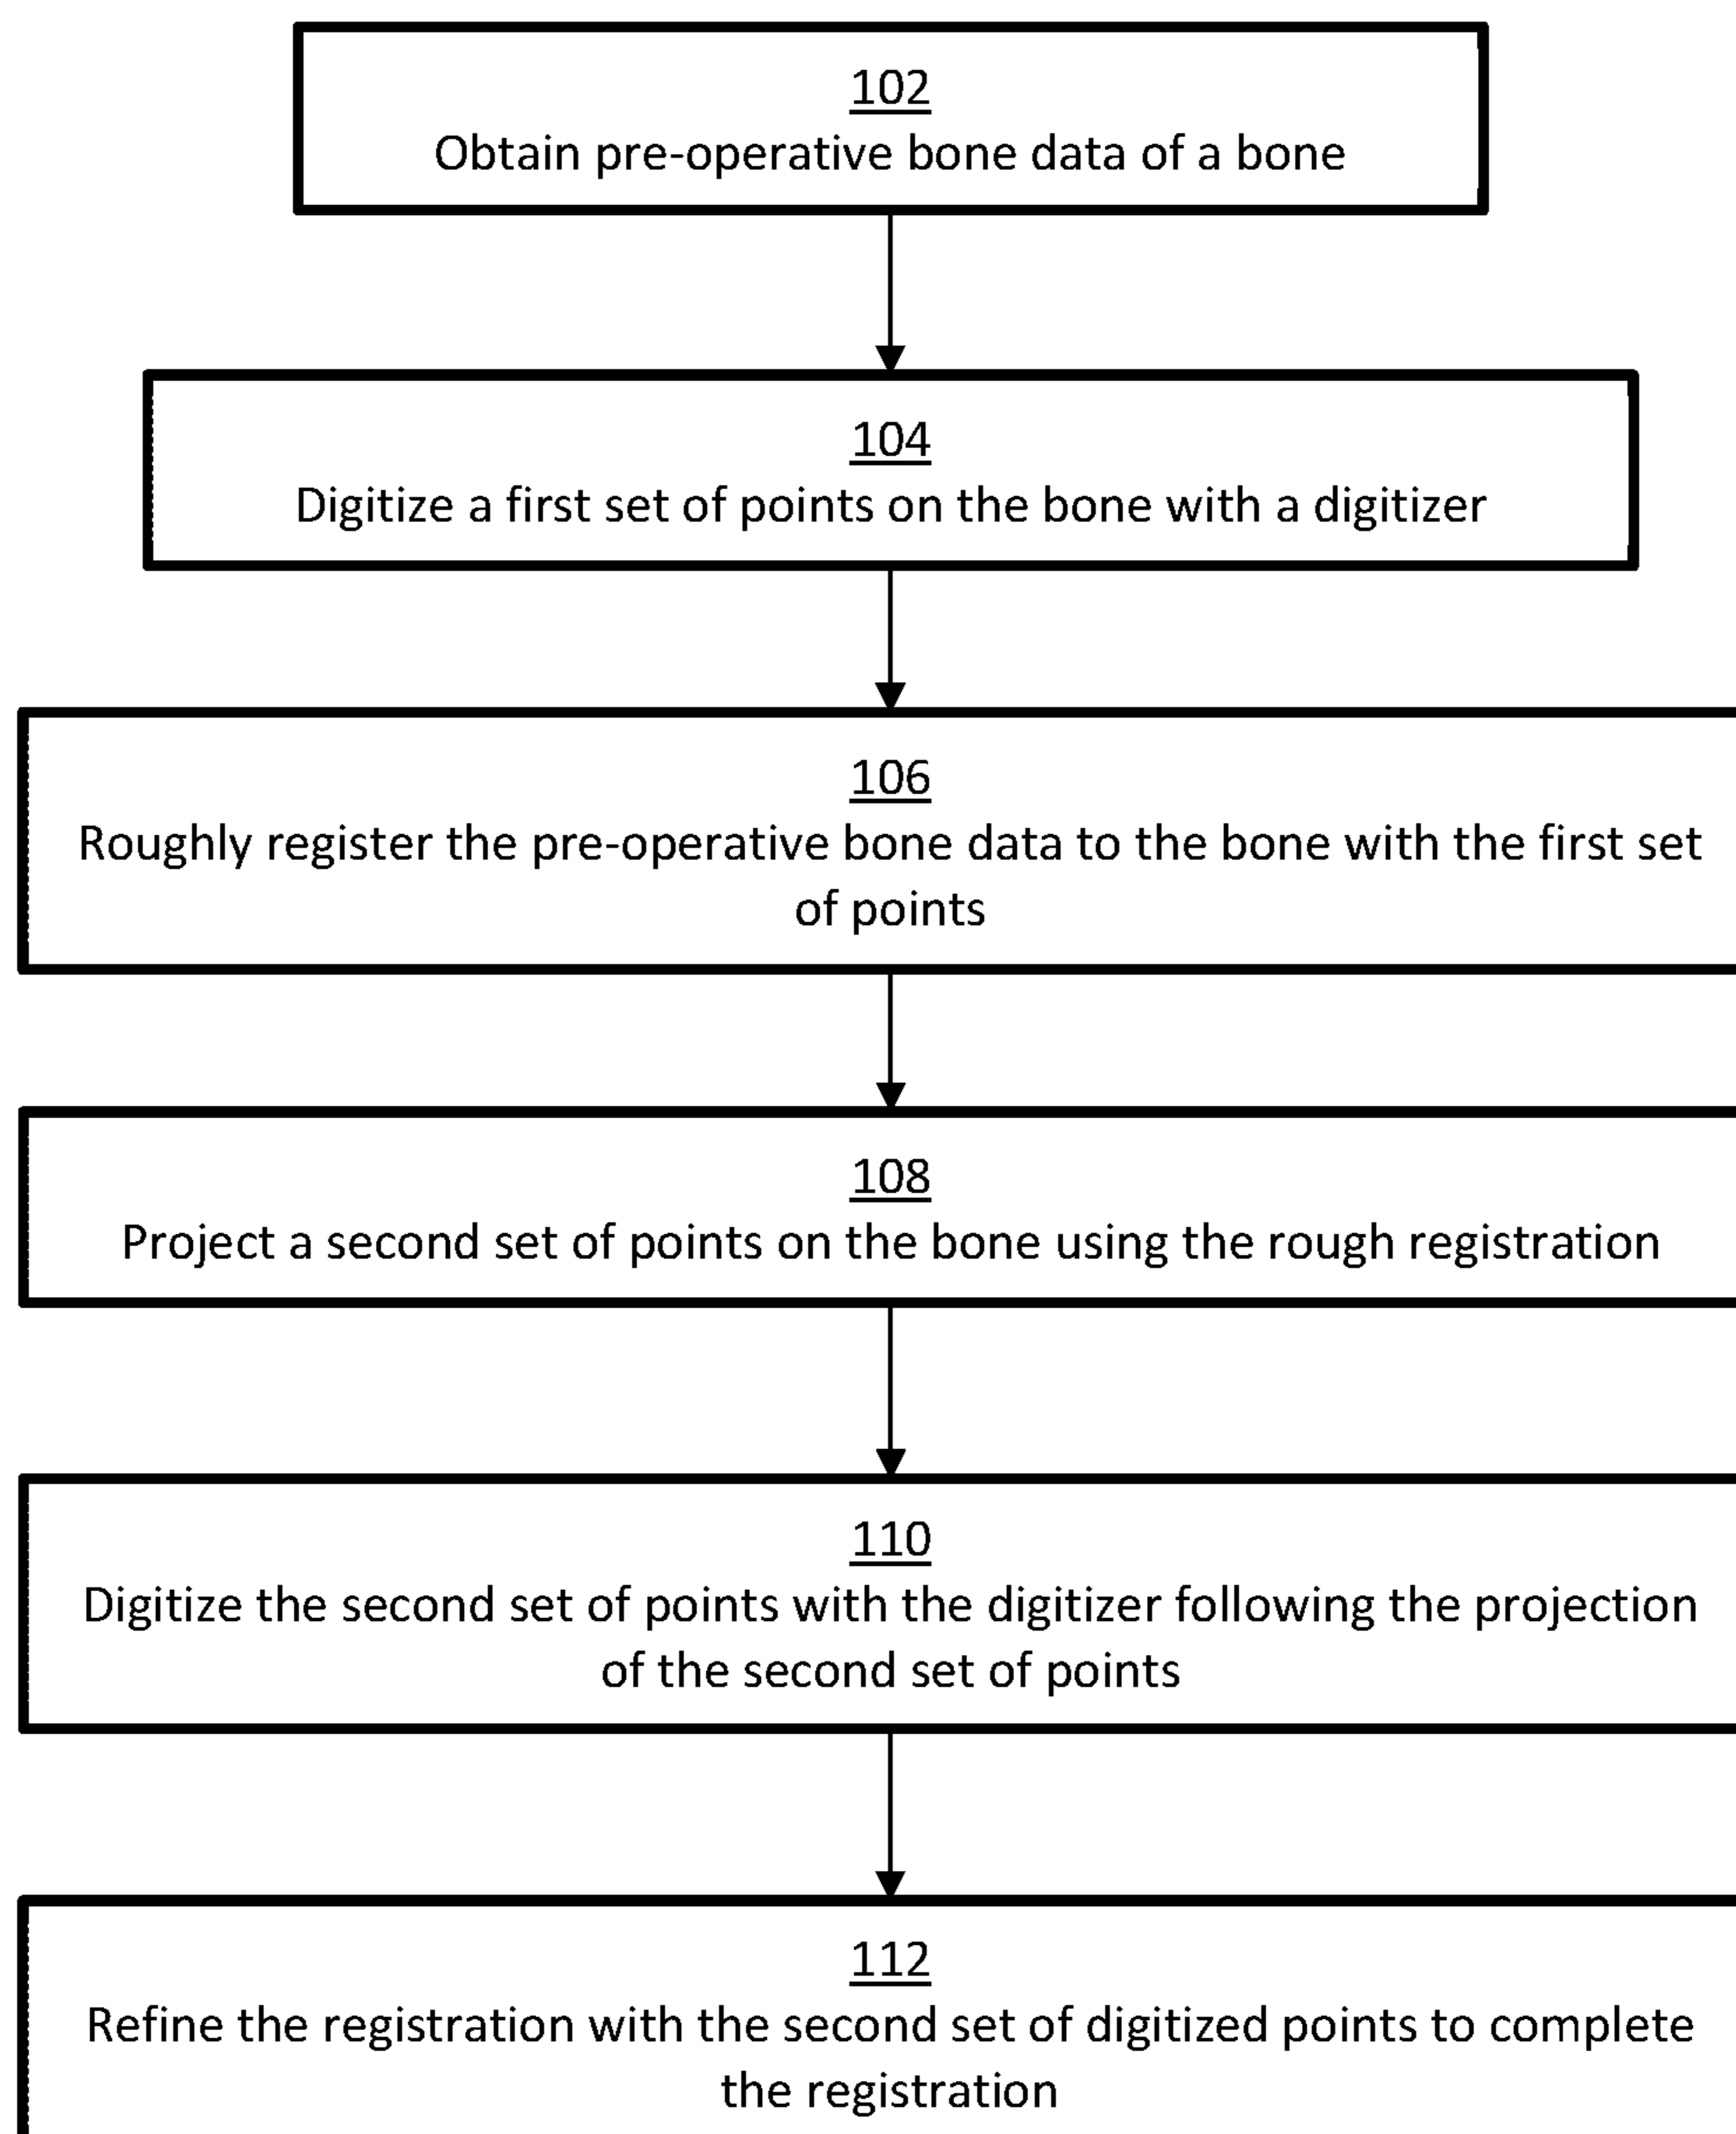 102
Obtain pre-operative bone data of a bone
104
Digitize a first set of points on the bone with a digitizer
106
Roughly register the pre-operative bone data to the bone with the first set
of points
108
Project a second set of points on the bone using the rough registration
110
Digitize the second set of points with the digitizer following the projection
of the second set of points
112
Refine the registration with the second set of digitized points to complete
the registration